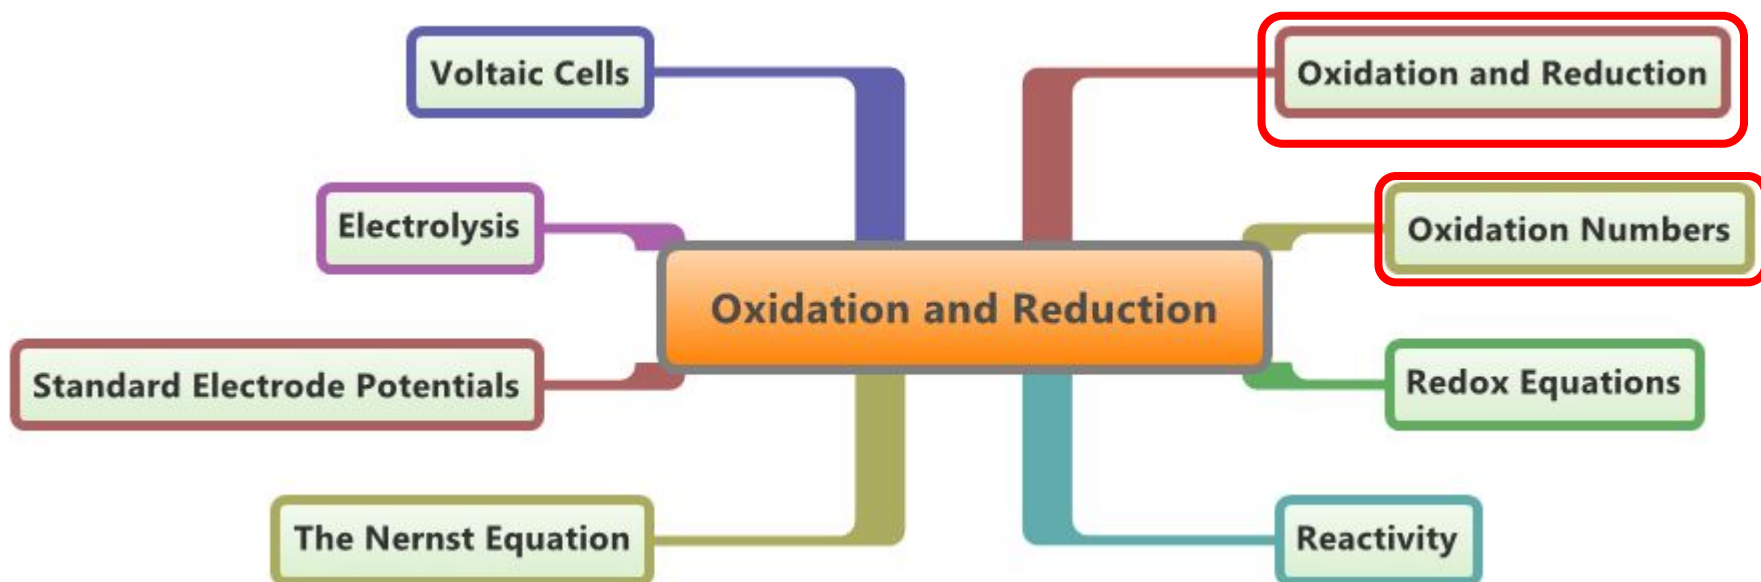 Voltaic Cells
Oxidation and Reduction
Electrolysis
Oxidation Numbers
Oxidation and Reduction
Standard Electrode Potentials
Redox Equations
The Nernst Equation
Reactivity